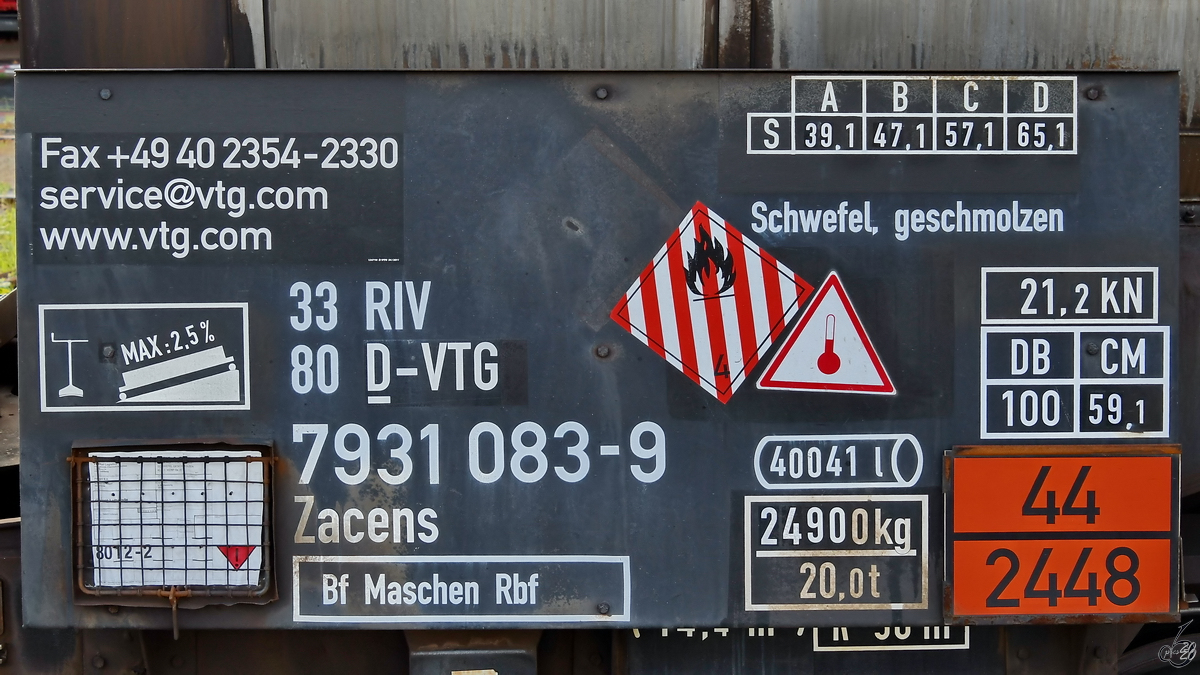 A B C D
S 39,1 47,1 57,1 65,1
Fax +49 40 2354-2330
service@vtg.com
www.vtg.com
Schwefel, geschmolzen
33 RIV
80 D-VTG
7931 083-9
Zacens
Bf Maschen Rbf
MAX: 2,5 %
8012-2
4
21,2 KN
DB CM
100 59,1
40041 l
24900kg
20,0t
44
2448